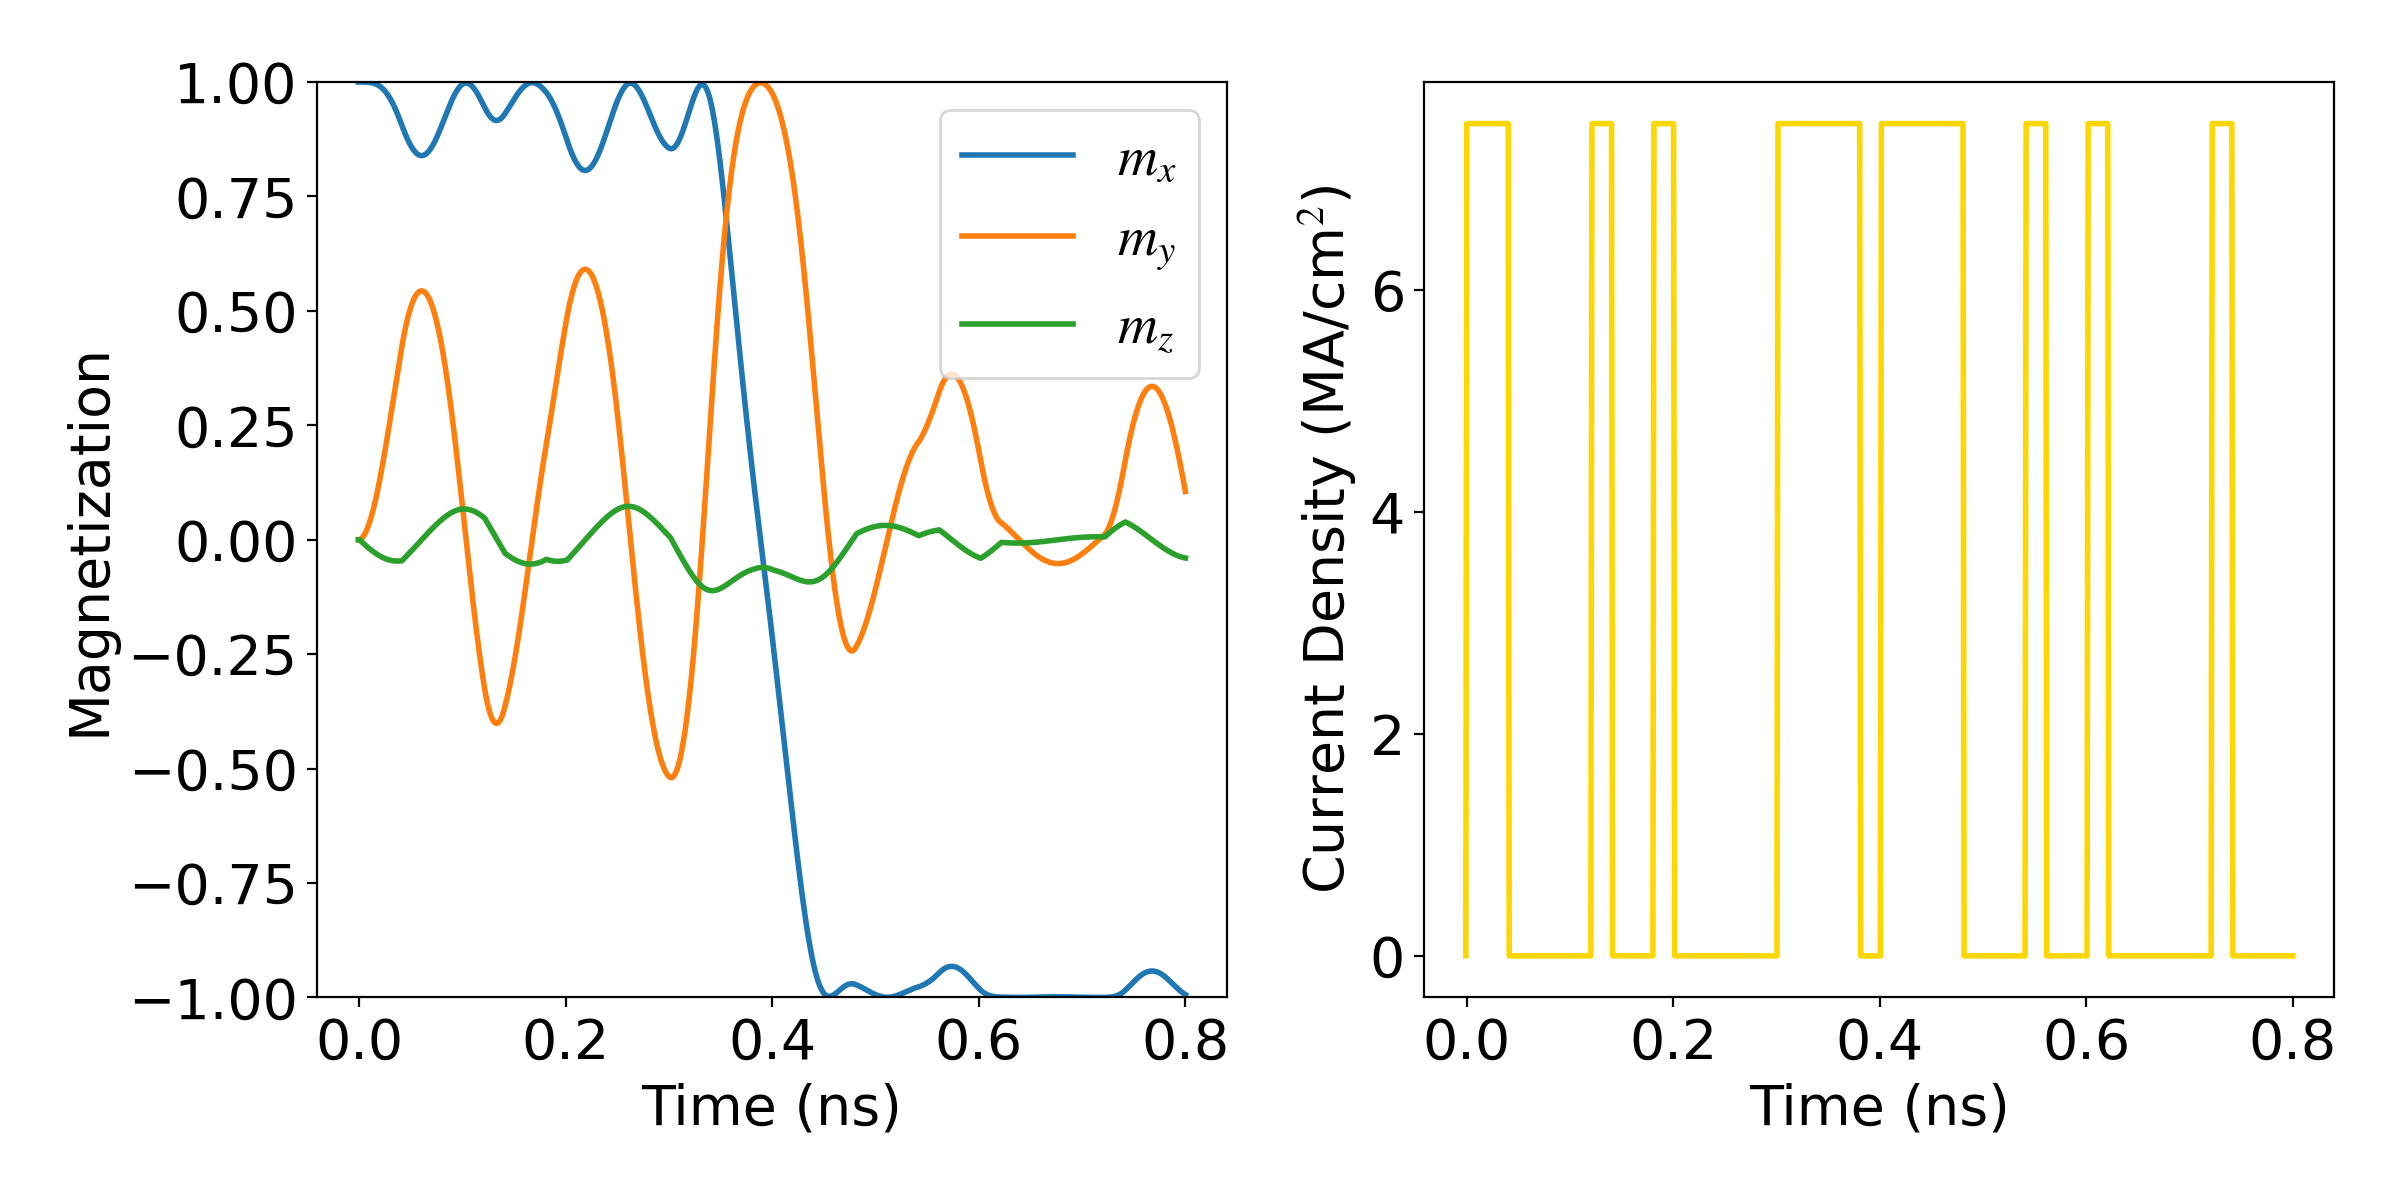 1.00
0.75
0.50
0.25
0.00
−0.25
−0.50
−0.75
−1.00
Magnetization
0.0 0.2 0.4 0.6 0.8
Time (ns)
m_x
m_y
m_z
6
4
2
0
Current Density (MA/cm²)
0.0 0.2 0.4 0.6 0.8
Time (ns)